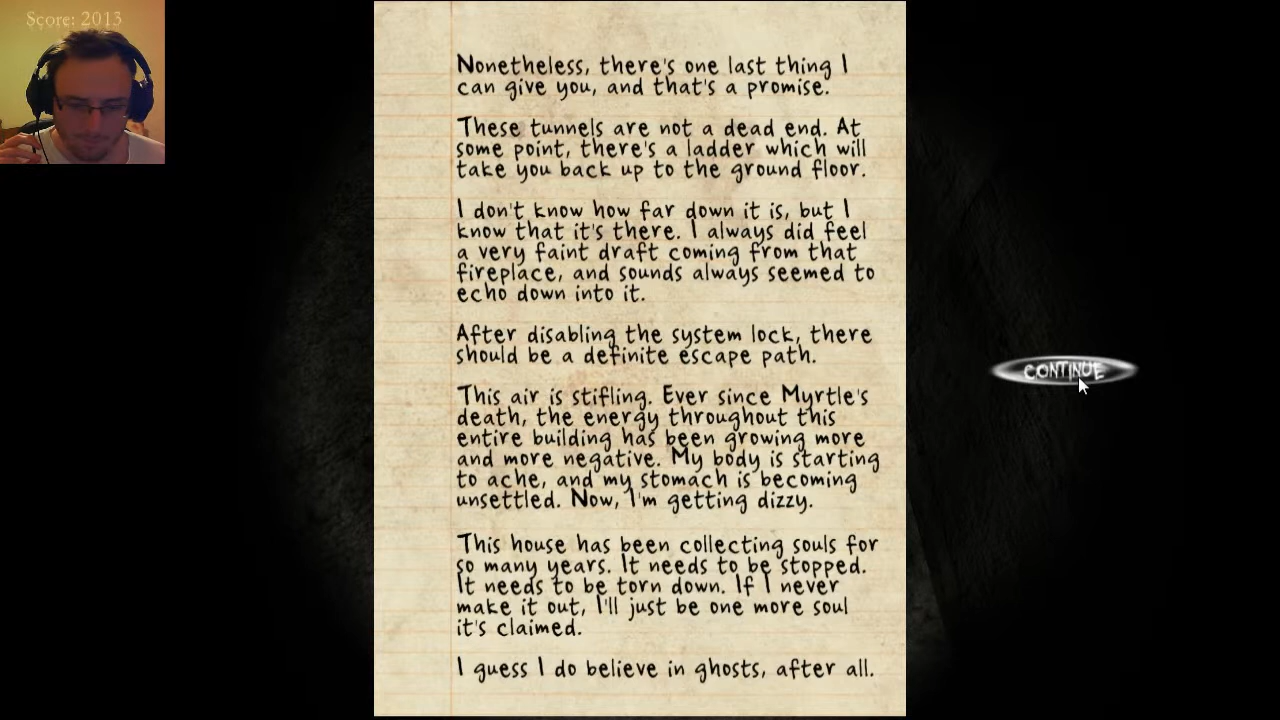 Score: 2013
Nonetheless, there's one last thing I
can give you, and that's a promise.
These tunnels are not a dead end. At
some point, there's a ladder which will
take you back up to the ground floor.
I don't know how far down it is, but I
know that it's there. I always did feel
a very faint draft coming from that
fireplace, and sounds always seemed to
echo down into it.
After disabling the system lock, there
should be a definite escape path.
This air is stifling. Ever since Myrtle's
death, the energy throughout this
entire building has been growing more
and more negative. My body is starting
to ache, and my stomach is becoming
unsettled. Now, I'm getting dizzy.
This house has been collecting souls for
so many years. It needs to be stopped.
It needs to be torn down. If I never
make it out, I'll just be one more soul
it's claimed.
I guess I do believe in ghosts, after all.
CONTINUE